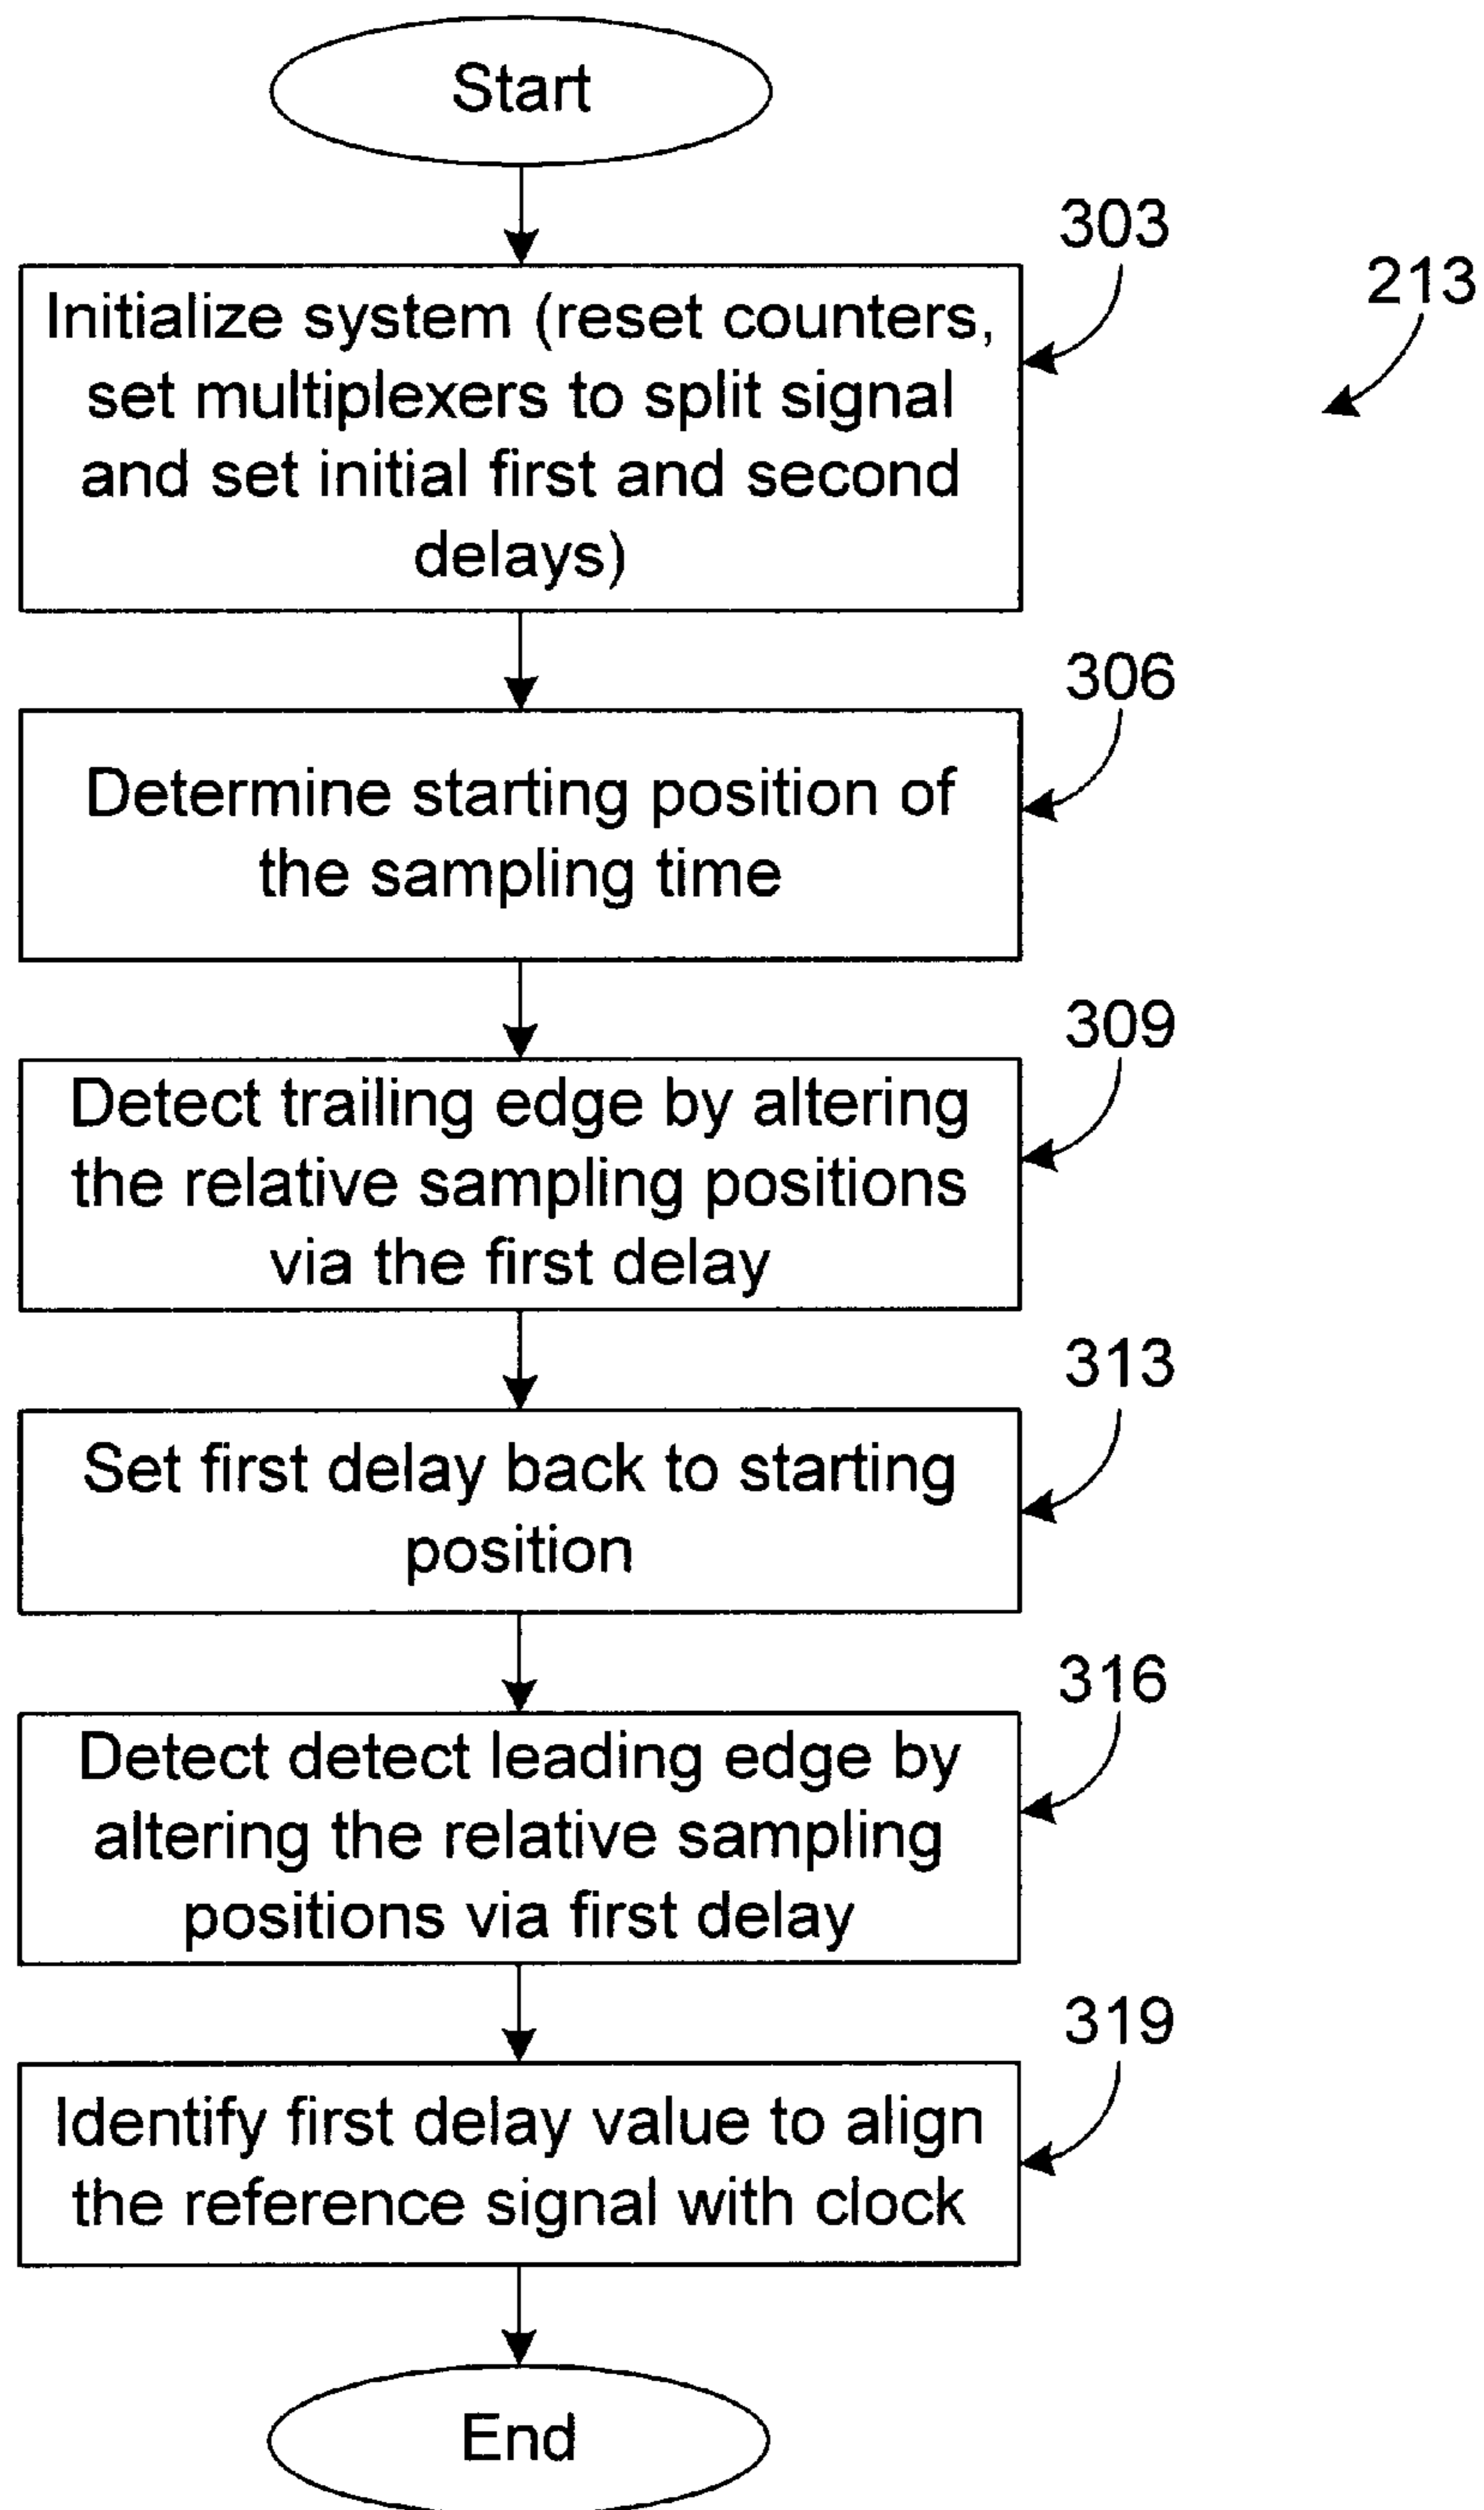 Start
303
213
Initialize system (reset counters,
set multiplexers to split signal
and set initial first and second
delays)
306
Determine starting position of
the sampling time
309
Detect trailing edge by altering
the relative sampling positions
via the first delay
313
Set first delay back to starting
position
316
Detect detect leading edge by
altering the relative sampling
positions via first delay
319
Identify first delay value to align
the reference signal with clock
End